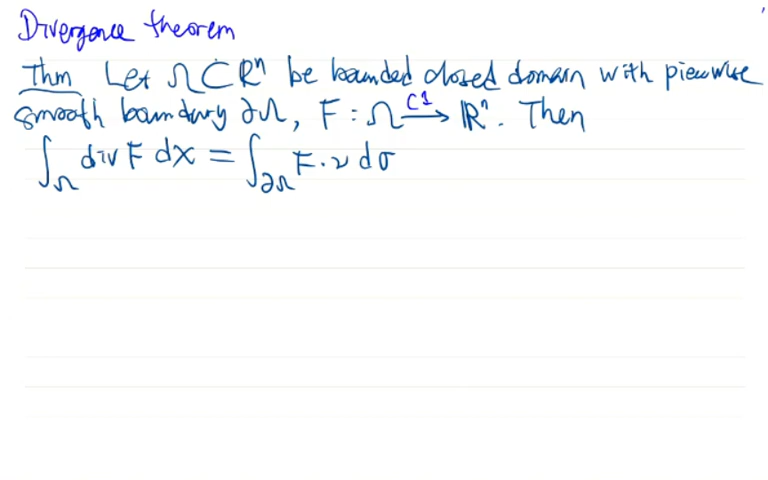 Divergence theorem
Thm Let Ω ⊂ ℝⁿ be bounded closed domain with piecewise
smooth boundary ∂Ω, F : Ω –C¹→ ℝⁿ. Then
∫_Ω div F dx = ∫_∂Ω F · ν dσ